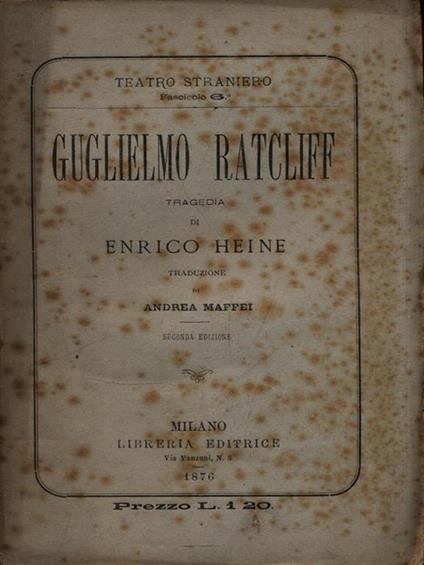 TEATRO STRANIERO
Fascicolo 6.º
GUGLIELMO RATCLIFF
TRAGEDIA
DI
ENRICO HEINE
TRADUZIONE
DI
ANDREA MAFFEI
SECONDA EDIZIONE
MILANO
LIBRERIA EDITRICE
Via Manzoni, N. 5
1876
Prezzo L. 1 20.